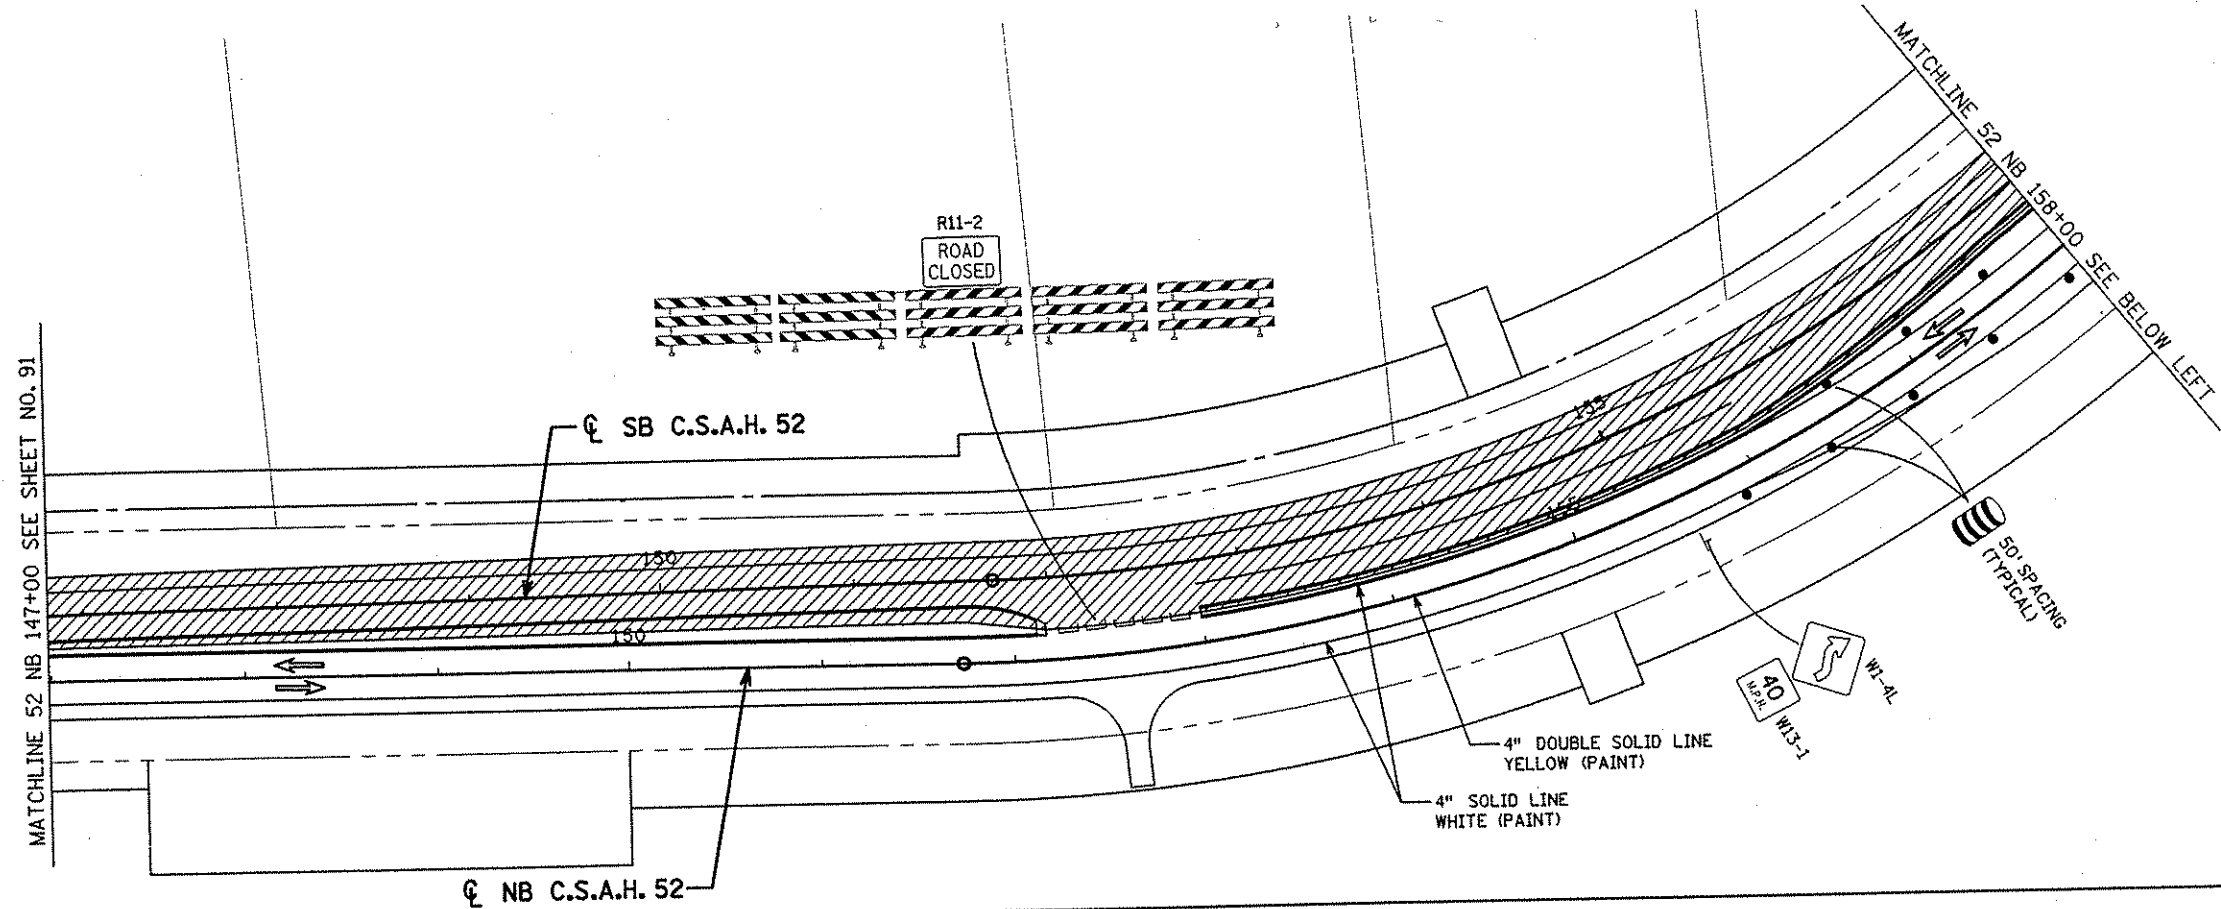 MATCHLINE 52 NB 147+00 SEE SHEET NO. 91
MATCHLINE 52 NB 158+00 SEE BELOW LEFT
R11-2
ROAD
CLOSED
℄ SB C.S.A.H. 52
150
150
155
155
50' SPACING
(TYPICAL)
W1-4L
40
M.P.H.
W13-1
4" DOUBLE SOLID LINE
YELLOW (PAINT)
4" SOLID LINE
WHITE (PAINT)
℄ NB C.S.A.H. 52